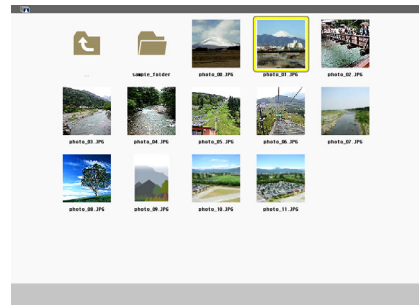 ..
sample_folder
photo_00.JPG
photo_01.JPG
photo_02.JPG
photo_03.JPG
photo_04.JPG
photo_05.JPG
photo_06.JPG
photo_07.JPG
photo_08.JPG
photo_09.JPG
photo_10.JPG
photo_11.JPG